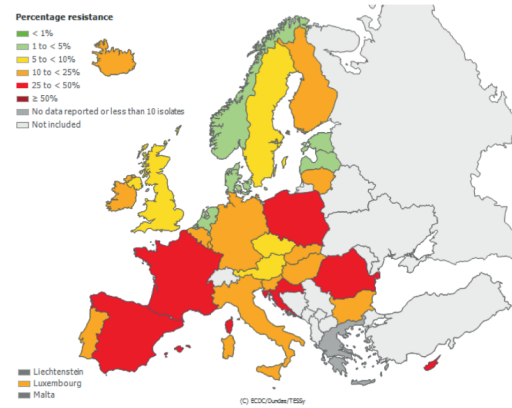 Percentage resistance
< 1%
1 to < 5%
5 to < 10%
10 to < 25%
25 to < 50%
≥ 50%
No data reported or less than 10 isolates
Not included
Liechtenstein
Luxembourg
Malta
(C) ECDC/Dundas/TESSy